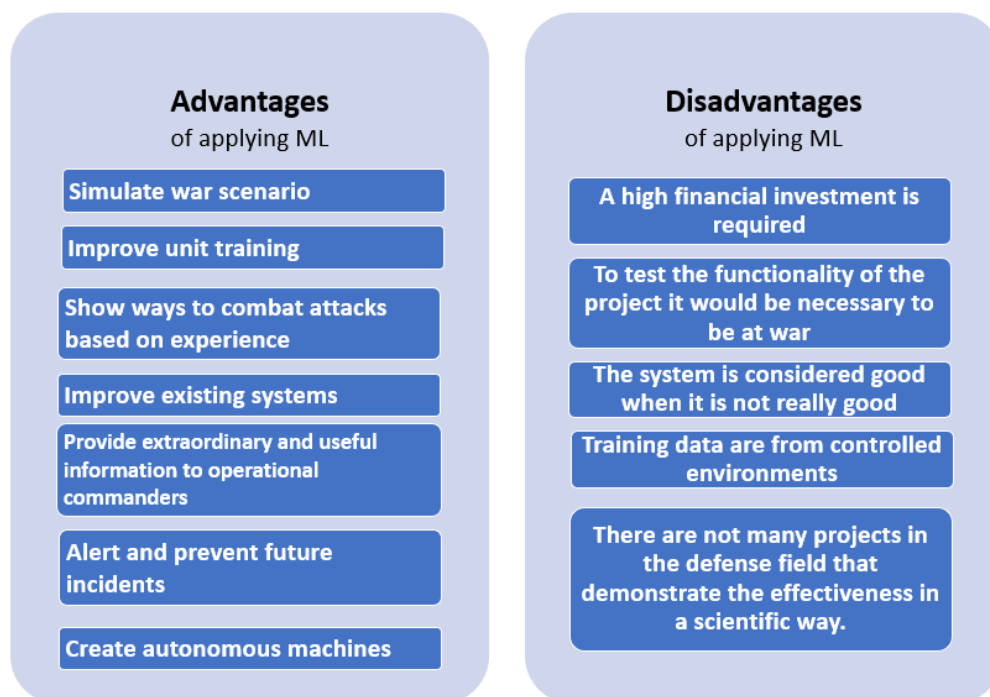 Advantages
of applying ML
Simulate war scenario
Improve unit training
Show ways to combat attacks
based on experience
Improve existing systems
Provide extraordinary and useful
information to operational
commanders
Alert and prevent future
incidents
Create autonomous machines
Disadvantages
of applying ML
A high financial investment is
required
To test the functionality of the
project it would be necessary to
be at war
The system is considered good
when it is not really good
Training data are from controlled
environments
There are not many projects in
the defense field that
demonstrate the effectiveness in
a scientific way.